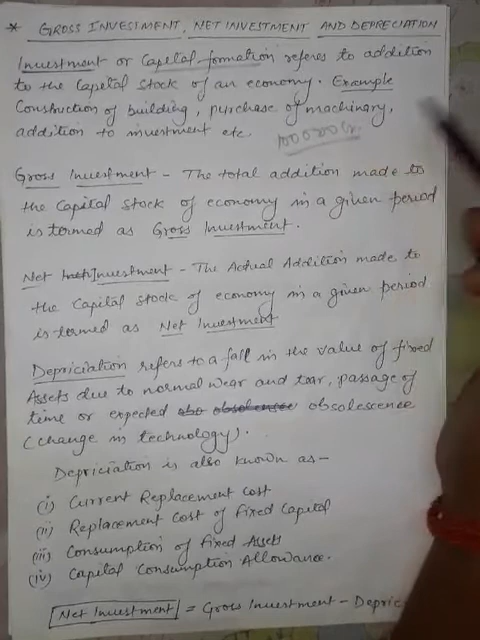 * GROSS INVESTMENT, NET INVESTMENT AND DEPRECIATION
Investment or Capital formation referes to addition
to the Capital Stock of an economy. Example
Construction of building, purchase of machinary,
addition to investment etc.
Gross Investment - The total addition made to
the Capital Stock of economy in a given period
is termed as Gross Investment.
Net Investment - The Actual Addition made to
the Capital Stock of economy in a given period
is termed as Net Investment
Depriciation refers to a fall in the value of fixed
Assets due to normal wear and tear, passage of
time or expected obsolescence
(change in technology).
Depriciation is also known as -
(i) Current Replacement Cost
(ii) Replacement Cost of Fixed Capital
(iii) Consumption of Fixed Assets
(iv) Capital Consumption Allowance.
Net Investment = Gross Investment - Depric